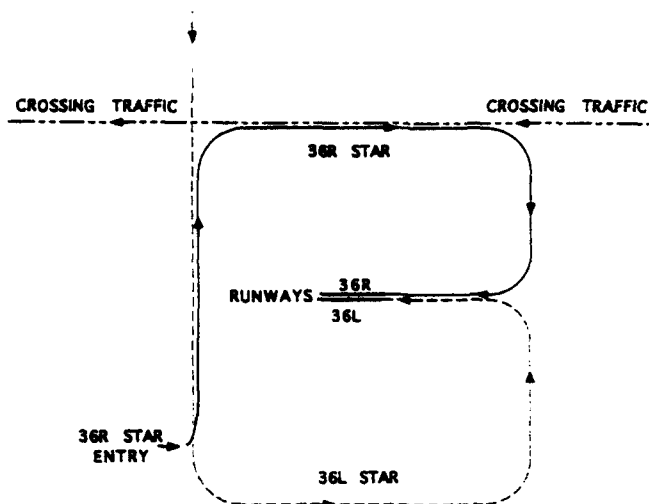 CROSSING TRAFFIC
CROSSING TRAFFIC
36R STAR
36R
RUNWAYS
36L
36R STAR
ENTRY
36L STAR